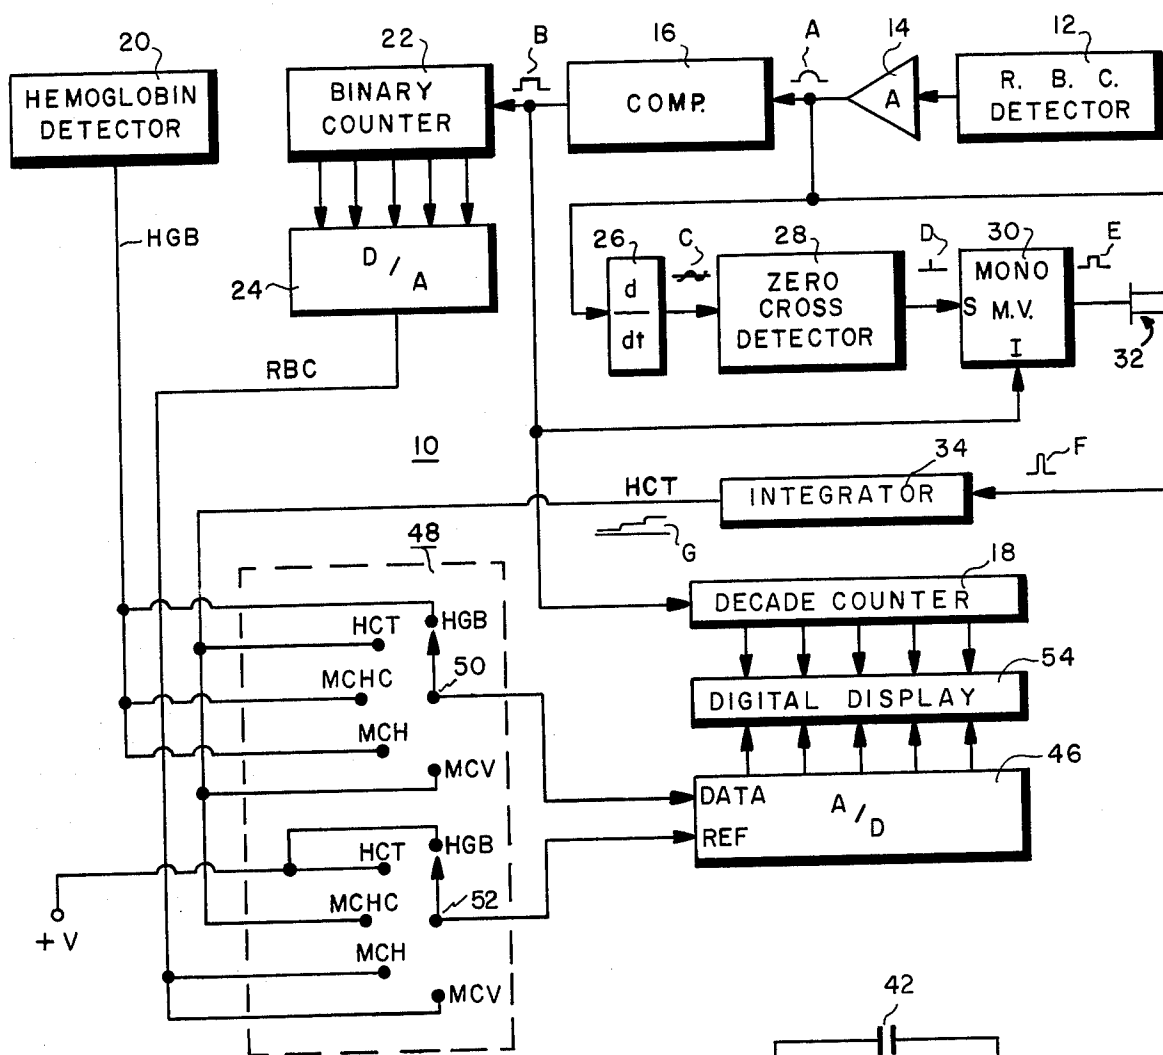 20
HEMOGLOBIN
DETECTOR
22
BINARY
COUNTER
B
16
COMP.
A
14
A
12
R. B. C.
DETECTOR
HGB
24
D/A
RBC
26
d
dt
C
28
ZERO
CROSS
DETECTOR
D
30
MONO
S M.V.
I
E
32
10
HCT
34
INTEGRATOR
F
G
48
18
DECADE COUNTER
54
DIGITAL DISPLAY
46
DATA
REF
A/D
HGB
HCT
50
MCHC
MCH
MCV
HGB
HCT
52
MCHC
MCH
MCV
+V
42